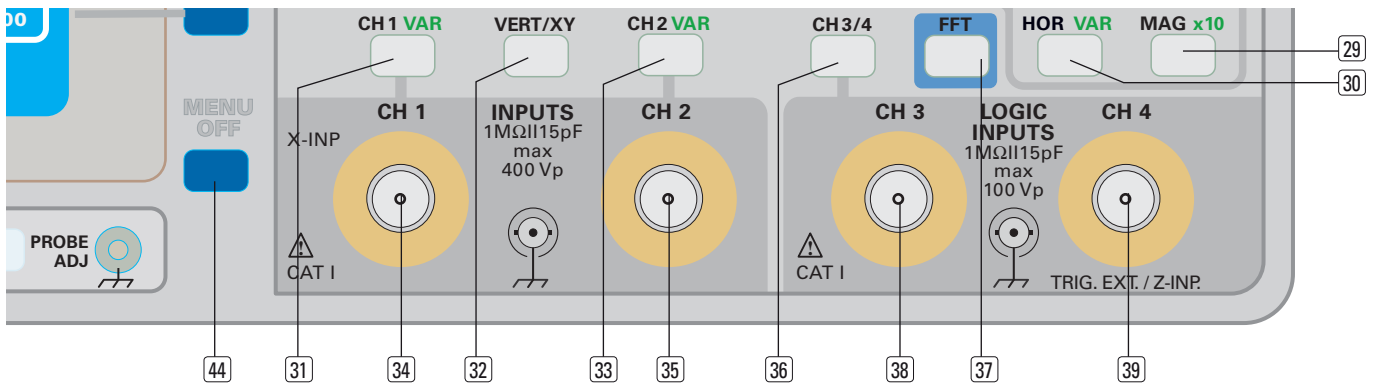 00
CH 1 VAR
VERT/XY
CH 2 VAR
CH 3/4
FFT
HOR VAR
MAG x10
29
30
MENU
OFF
X-INP
CH 1
INPUTS
1MΩII15pF
max
400 Vp
CH 2
CH 3
LOGIC
INPUTS
1MΩII15pF
max
100 Vp
CH 4
PROBE
ADJ
CAT I
CAT I
TRIG. EXT. / Z-INP.
44
31
34
32
33
35
36
38
37
39